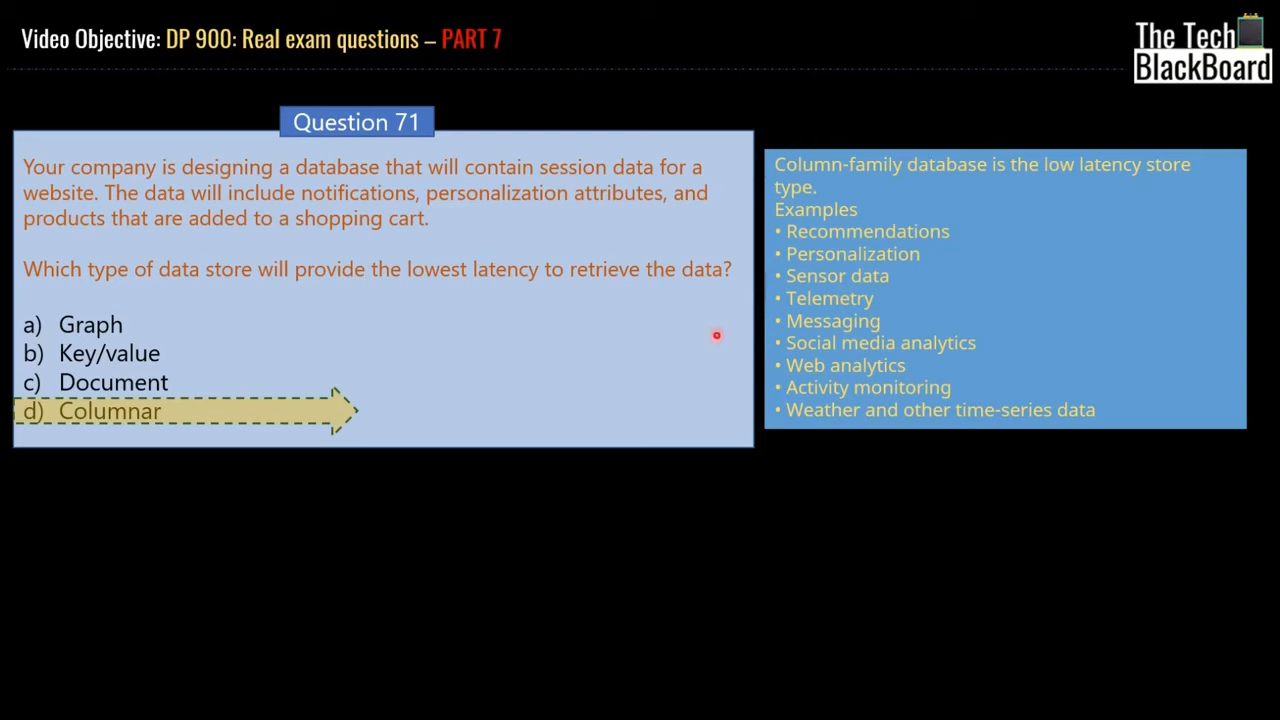 Video Objective: DP 900: Real exam questions – PART 7
The Tech
BlackBoard
Question 71
Your company is designing a database that will contain session data for a
website. The data will include notifications, personalization attributes, and
products that are added to a shopping cart.
Which type of data store will provide the lowest latency to retrieve the data?
a) Graph
b) Key/value
c) Document
d) Columnar
Column-family database is the low latency store
type.
Examples
• Recommendations
• Personalization
• Sensor data
• Telemetry
• Messaging
• Social media analytics
• Web analytics
• Activity monitoring
• Weather and other time-series data